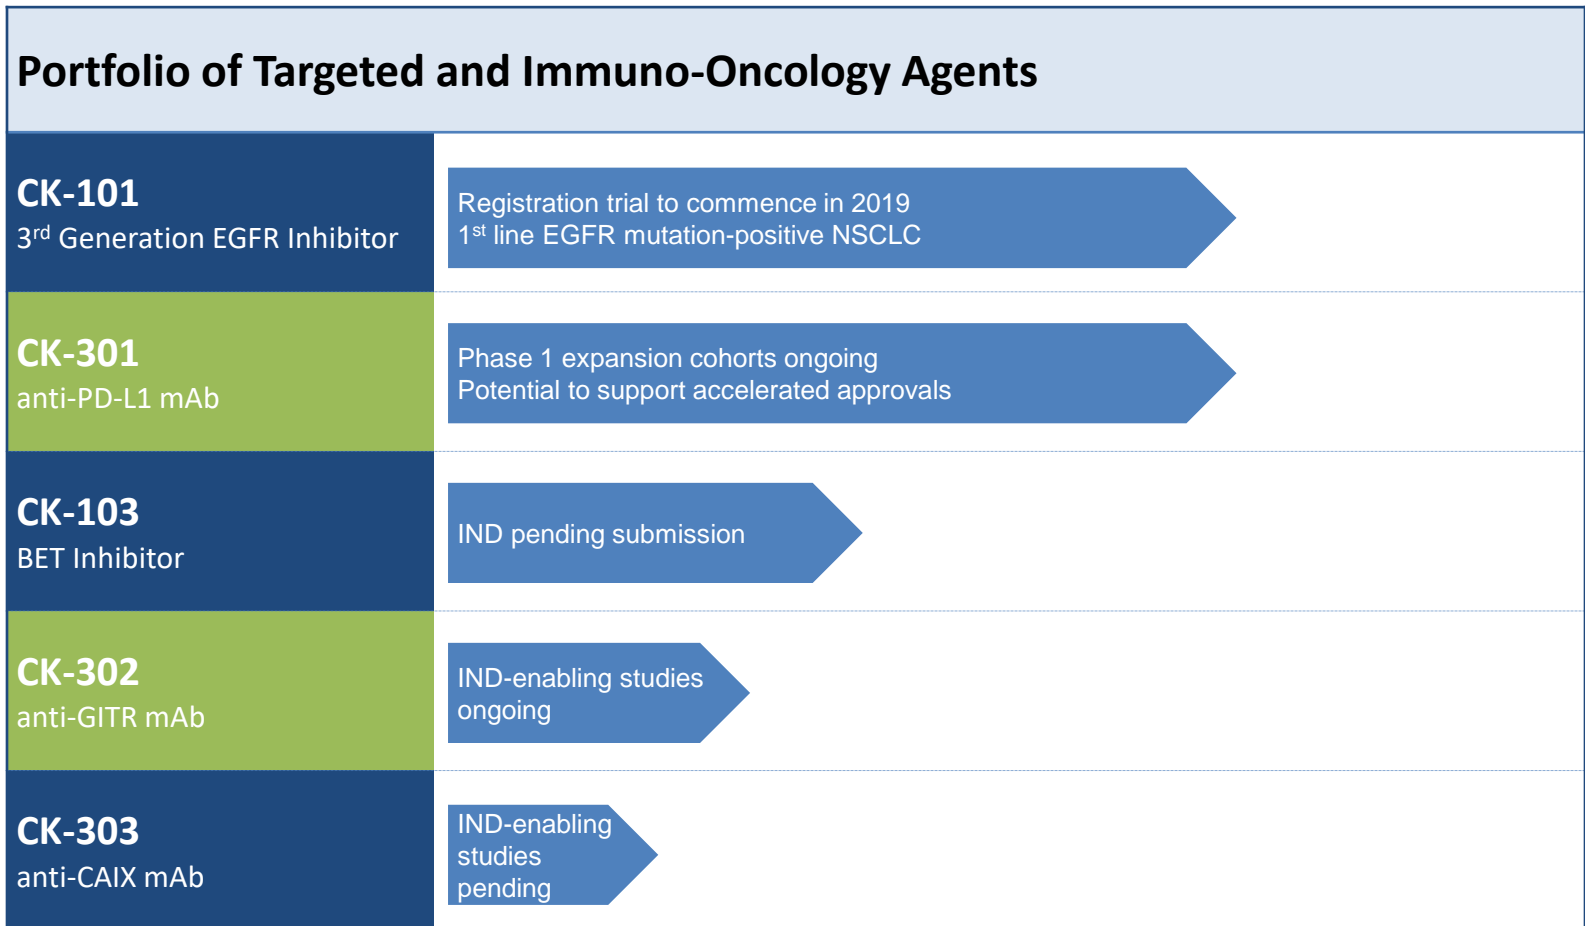 Portfolio of Targeted and Immuno-Oncology Agents
CK-101
3rd Generation EGFR Inhibitor
Registration trial to commence in 2019
1st line EGFR mutation-positive NSCLC
CK-301
anti-PD-L1 mAb
Phase 1 expansion cohorts ongoing
Potential to support accelerated approvals
CK-103
BET Inhibitor
IND pending submission
CK-302
anti-GITR mAb
IND-enabling studies
ongoing
CK-303
anti-CAIX mAb
IND-enabling
studies
pending